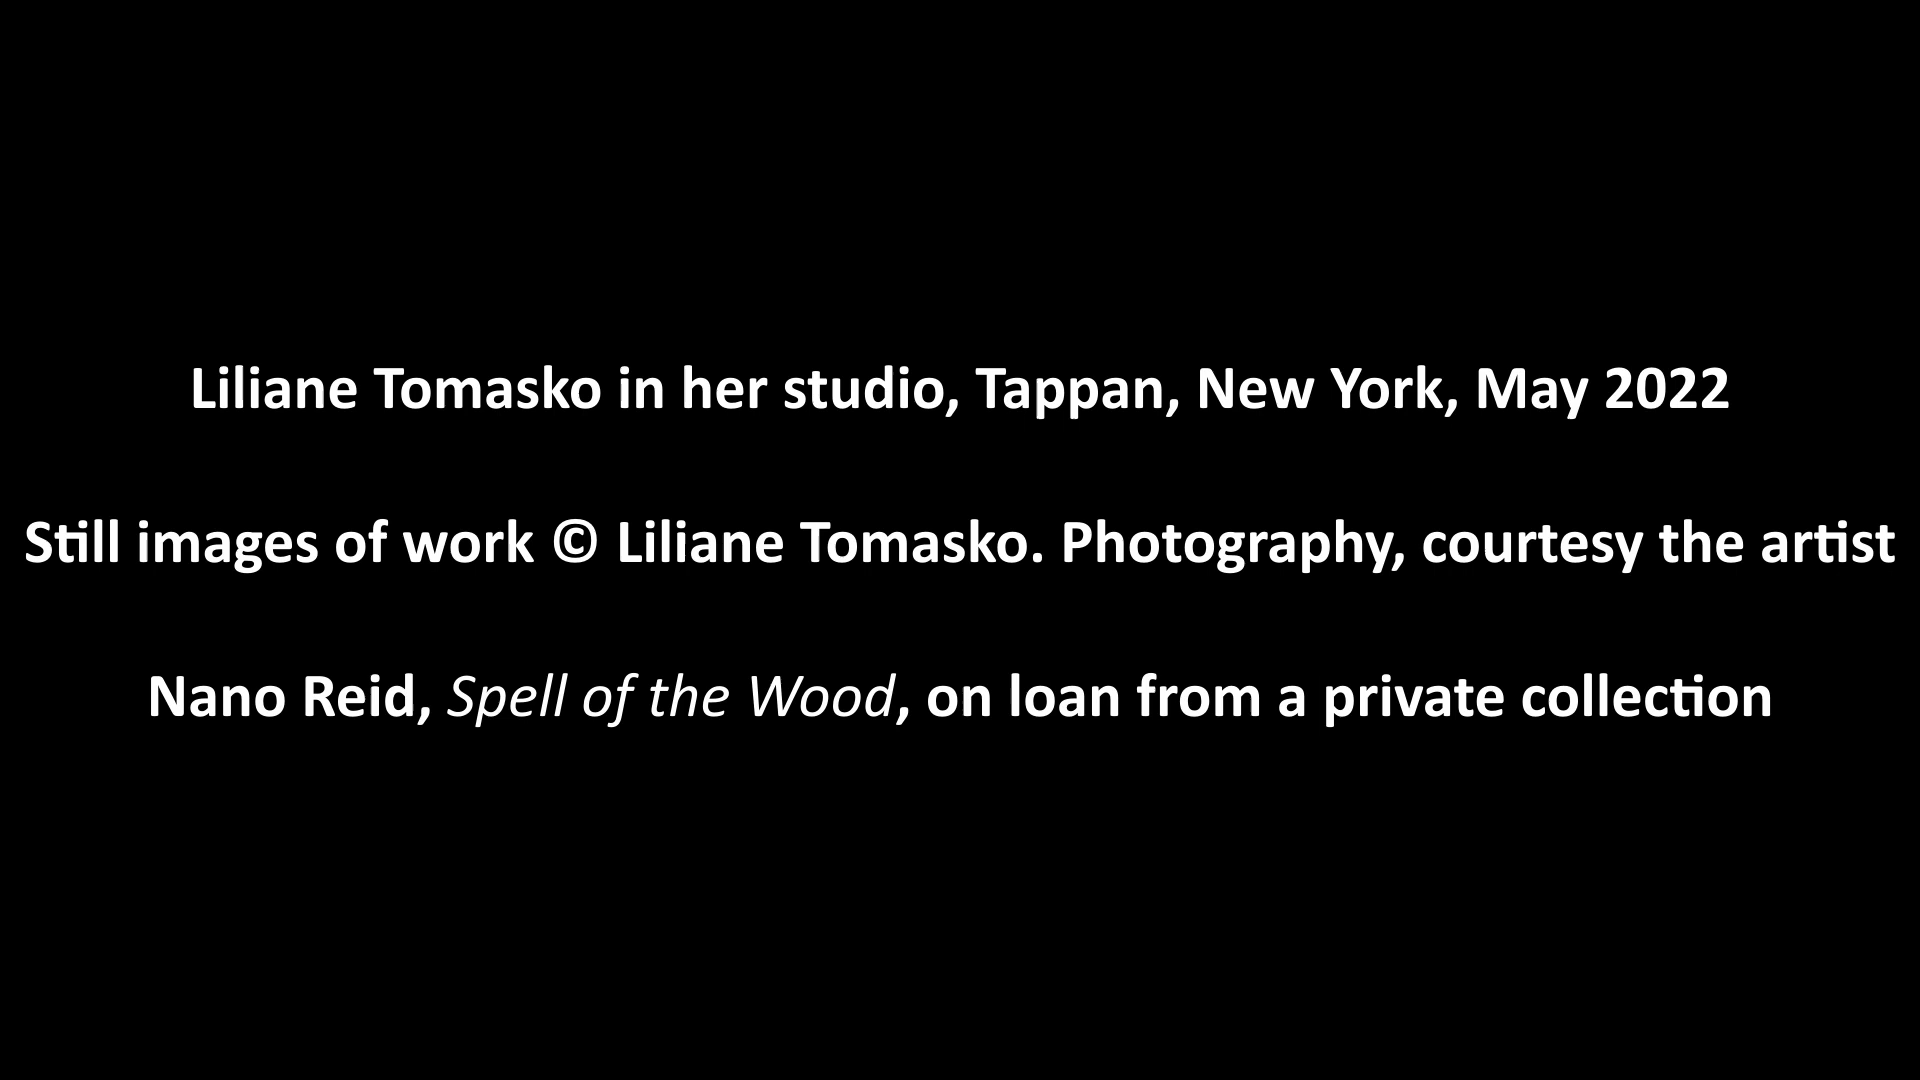 Liliane Tomasko in her studio, Tappan, New York, May 2022
Still images of work © Liliane Tomasko. Photography, courtesy the artist
Nano Reid, Spell of the Wood, on loan from a private collection